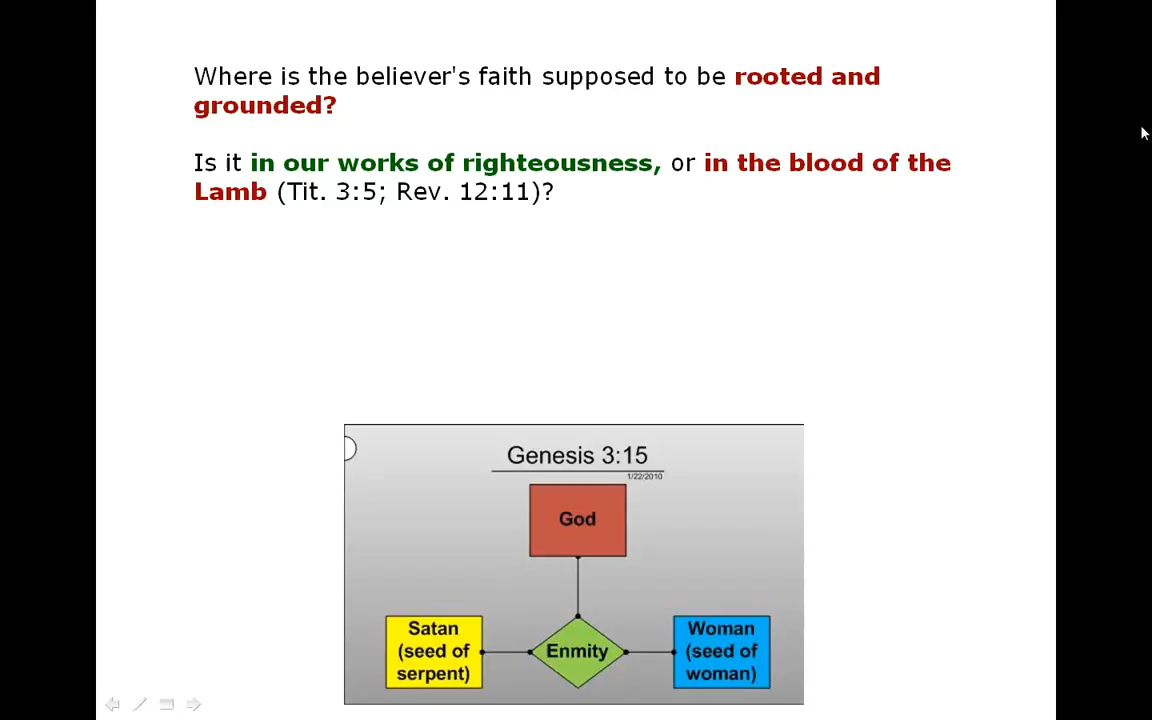 Where is the believer's faith supposed to be rooted and
grounded?
Is it in our works of righteousness, or in the blood of the
Lamb (Tit. 3:5; Rev. 12:11)?
Genesis 3:15
1/22/2010
God
Satan
(seed of
serpent)
Enmity
Woman
(seed of
woman)